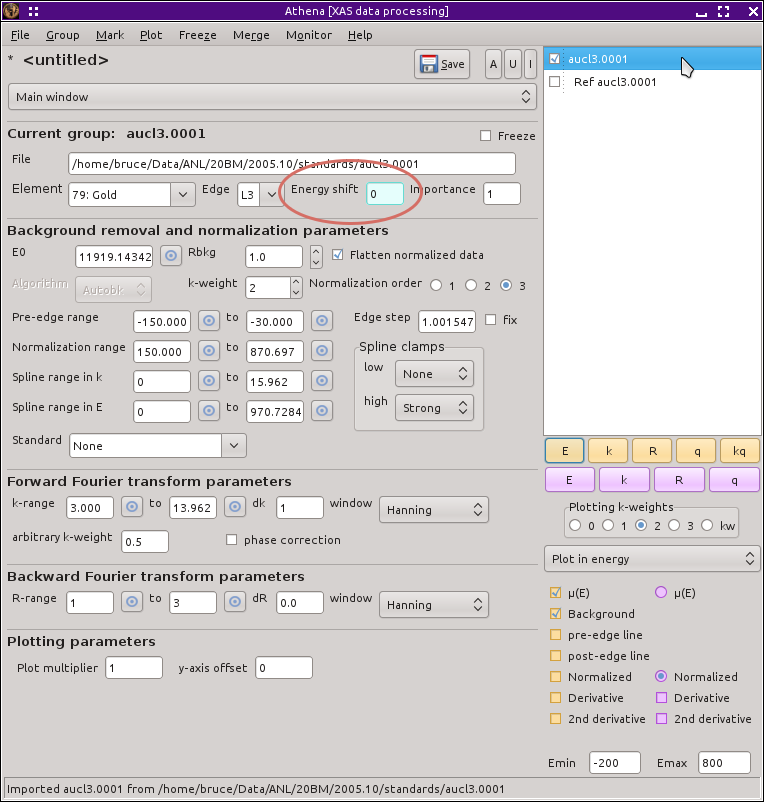 Athena [XAS data processing]
File Group Mark Plot Freeze Merge Monitor Help
* <untitled> Save A U I
Main window
Current group: aucl3.0001 Freeze
File /home/bruce/Data/ANL/20BM/2005.10/standards/aucl3.0001
Element 79: Gold Edge L3 Energy shift 0 Importance 1
Background removal and normalization parameters
E0 11919.14342 Rbkg 1.0 Flatten normalized data
Algorithm Autobk k-weight 2 Normalization order 1 2 3
Pre-edge range -150.000 to -30.000 Edge step 1.001547 fix
Normalization range 150.000 to 870.697 Spline clamps
Spline range in k 0 to 15.962 low None
Spline range in E 0 to 970.7284 high Strong
Standard None
Forward Fourier transform parameters
k-range 3.000 to 13.962 dk 1 window Hanning
arbitrary k-weight 0.5 phase correction
Backward Fourier transform parameters
R-range 1 to 3 dR 0.0 window Hanning
Plotting parameters
Plot multiplier 1 y-axis offset 0
aucl3.0001
Ref aucl3.0001
E k R q kq
E k R q
Plotting k-weights
0 1 2 3 kw
Plot in energy
μ(E) μ(E)
Background
pre-edge line
post-edge line
Normalized Normalized
Derivative Derivative
2nd derivative 2nd derivative
Emin -200 Emax 800
Imported aucl3.0001 from /home/bruce/Data/ANL/20BM/2005.10/standards/aucl3.0001